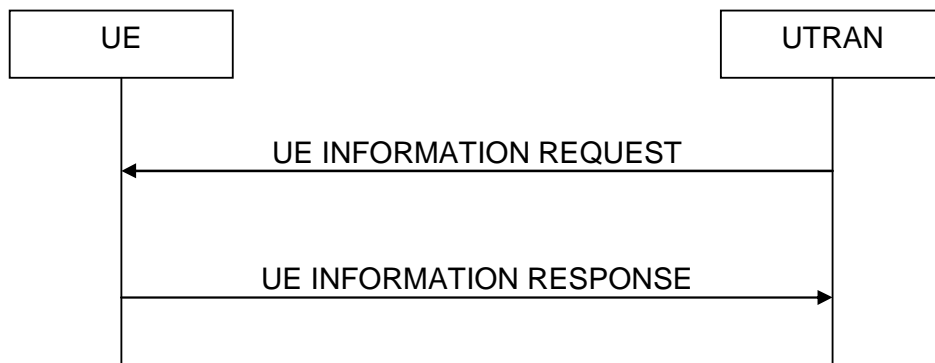 UE
UTRAN
UE INFORMATION REQUEST
UE INFORMATION RESPONSE